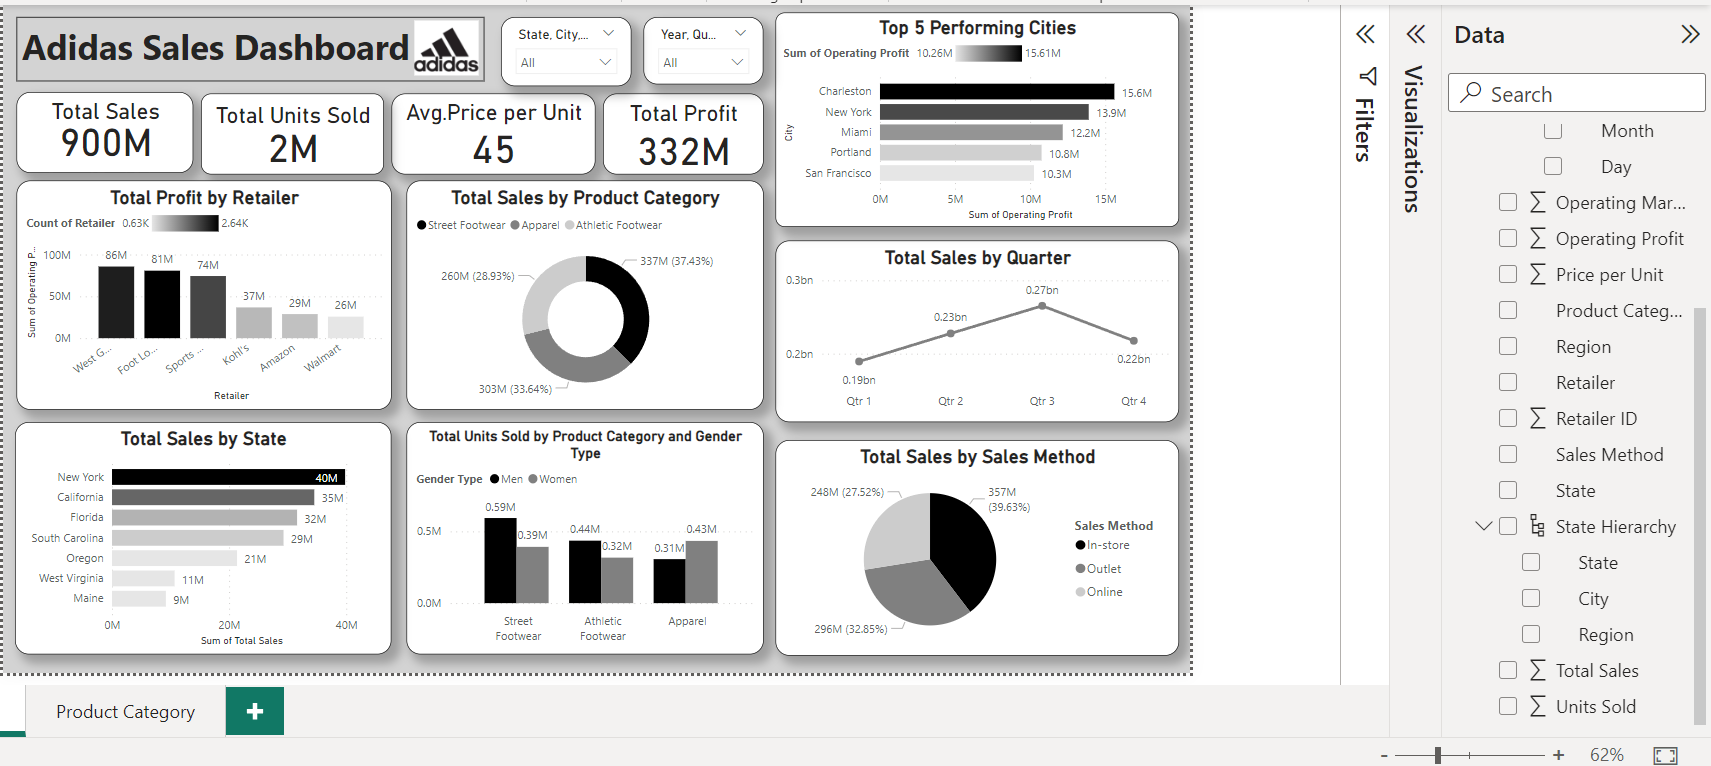 Adidas Sales Dashboard
adidas
State, City,...
All
Year, Qu...
All
Total Sales
900M
Total Units Sold
2M
Avg.Price per Unit
45
Total Profit
332M
Total Profit by Retailer
Count of Retailer 0.63K 2.64K
Sum of Operating P...
100M
50M
0M
86M
81M
74M
37M
29M
26M
West G...
Foot Lo...
Sports ...
Kohl's
Amazon
Walmart
Retailer
Total Sales by Product Category
Street Footwear Apparel Athletic Footwear
260M (28.93%)
337M (37.43%)
303M (33.64%)
Top 5 Performing Cities
Sum of Operating Profit 10.26M 15.61M
City
Charleston 15.6M
New York 13.9M
Miami 12.2M
Portland 10.8M
San Francisco 10.3M
0M 5M 10M 15M
Sum of Operating Profit
Total Sales by Quarter
0.3bn
0.2bn
0.19bn
0.23bn
0.27bn
0.22bn
Qtr 1 Qtr 2 Qtr 3 Qtr 4
Total Sales by State
New York 40M
California 35M
Florida 32M
South Carolina 29M
Oregon 21M
West Virginia 11M
Maine 9M
0M 20M 40M
Sum of Total Sales
Total Units Sold by Product Category and Gender
Type
Gender Type Men Women
0.5M
0.0M
0.59M
0.39M
0.44M
0.32M
0.31M
0.43M
Street
Footwear
Athletic
Footwear
Apparel
Total Sales by Sales Method
248M (27.52%)
357M
(39.63%)
296M (32.85%)
Sales Method
In-store
Outlet
Online
Filters
Visualizations
Data
Search
Month
Day
Operating Mar...
Operating Profit
Price per Unit
Product Categ...
Region
Retailer
Retailer ID
Sales Method
State
State Hierarchy
State
City
Region
Total Sales
Units Sold
Product Category
+
- + 62%